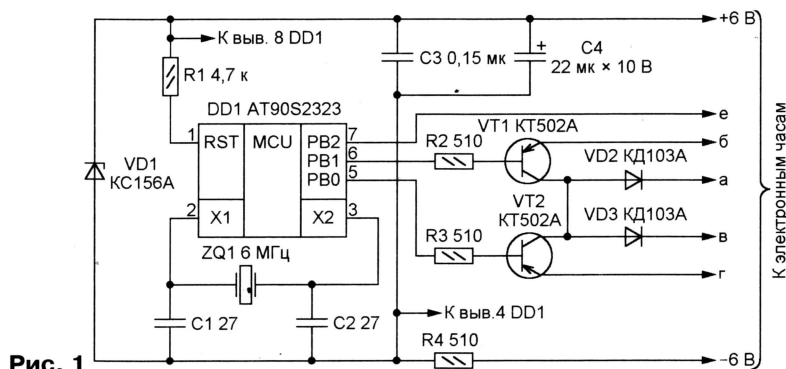 +6 В
К выв. 8 DD1
C3 0,15 мк
+
C4
22 мк × 10 В
R1 4,7 к
DD1 AT90S2323
е
1
RST
MCU
PB2
7
VT1 КТ502А
б
R2 510
PB1
6
VD2 КД103А
PB0
5
а
VD1
КС156А
VT2
КТ502А
VD3 КД103А
2
X1
X2
3
R3 510
в
ZQ1 6 МГц
г
К электронным часам
C1 27
C2 27
К выв.4 DD1
R4 510
–6 В
Рис. 1